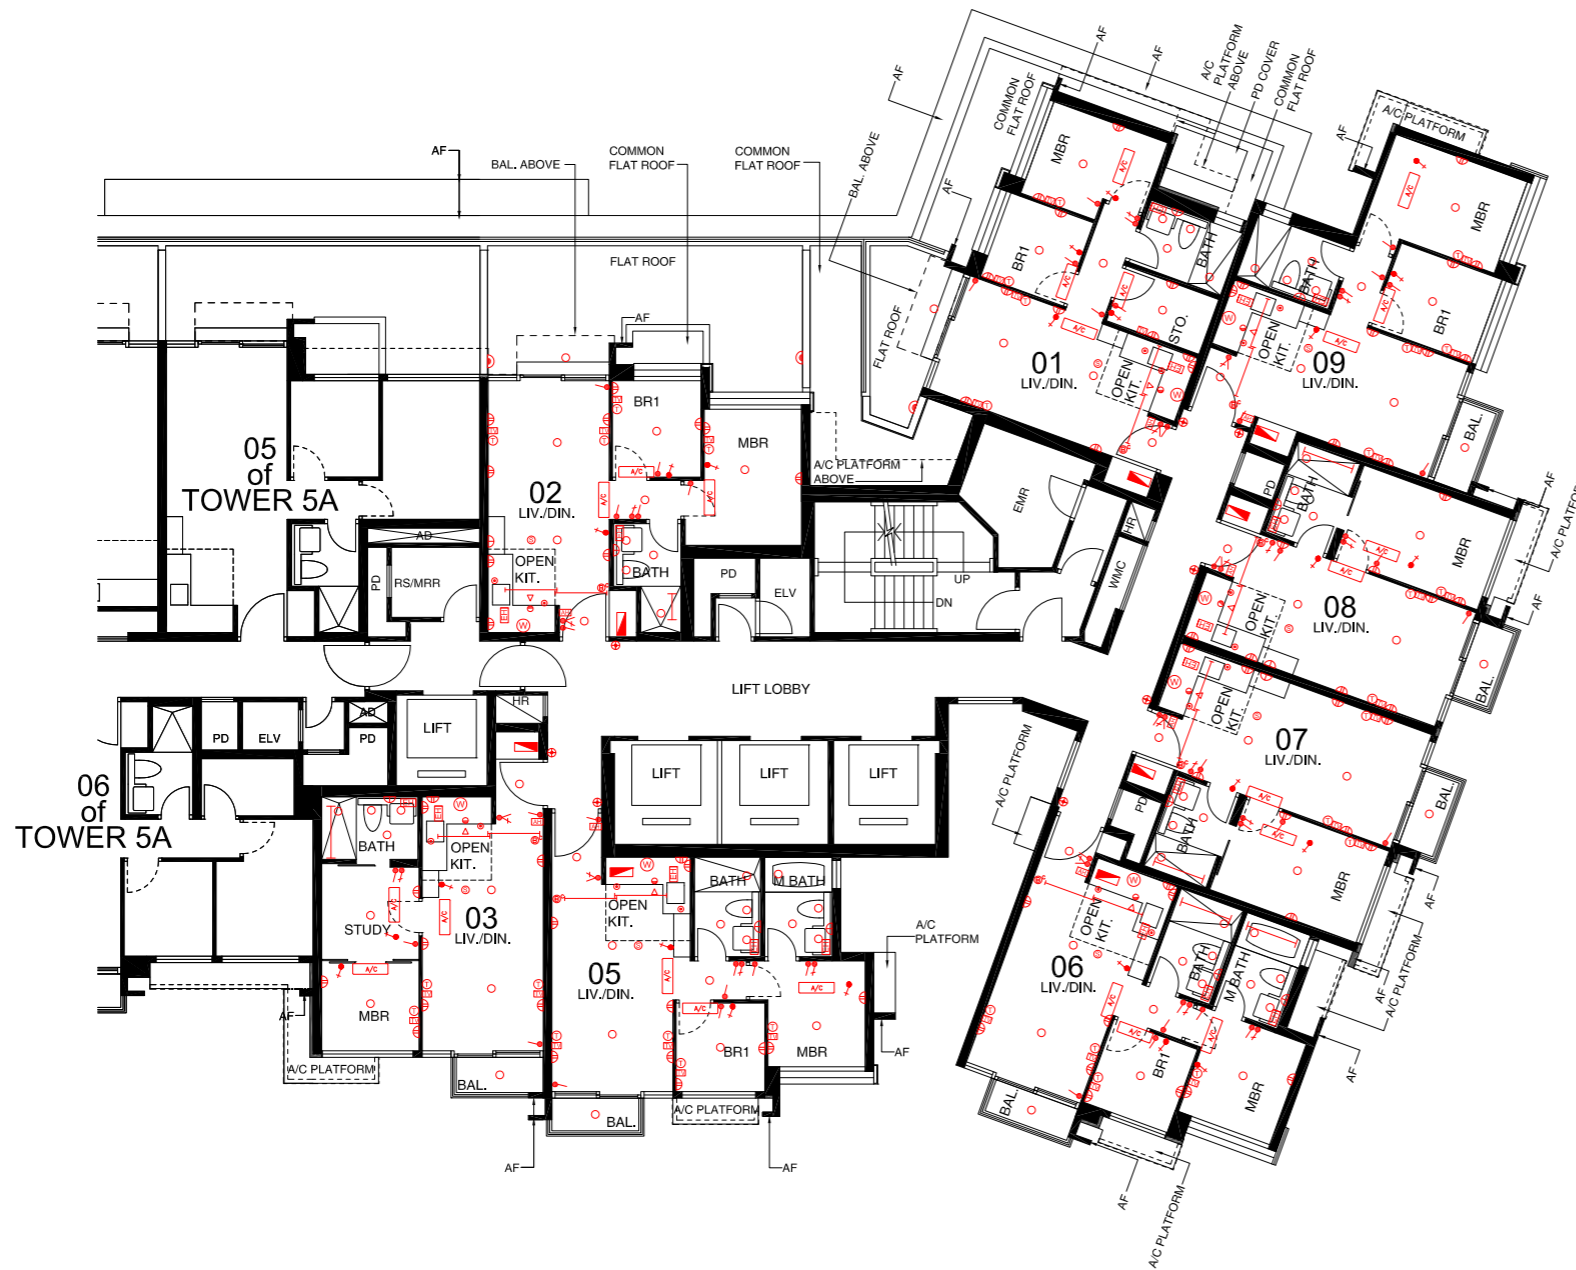 AF
AF
AF
A/C
PLATFORM
ABOVE
PD COVER
COMMON
FLAT ROOF
COMMON
FLAT ROOF
A/C PLATFORM
AF
AF
BAL. ABOVE
COMMON
FLAT ROOF
COMMON
FLAT ROOF
BAL. ABOVE
AF
MBR
BR1
BATH
STO.
FLAT ROOF
FLAT ROOF
01
LIV./DIN.
OPEN
KIT.
MBR
BR1
BATH
OPEN
KIT.
09
LIV./DIN.
BAL.
AF
05
of
TOWER 5A
02
LIV./DIN.
BR1
MBR
A/C
A/C
A/C
OPEN
KIT.
BATH
A/C PLATFORM
ABOVE
EMR
HR
WMC
UP
DN
AD
PD
RS/MRR
PD
ELV
PD
BATH
MBR
AF
A/C PLATFORM
AF
08
LIV./DIN.
OPEN
KIT.
BAL.
LIFT LOBBY
OPEN
KIT.
07
LIV./DIN.
BAL.
PD
BATH
MBR
AF
A/C PLATFORM
AF
PD
ELV
AD
PD
LIFT
HR
LIFT
LIFT
LIFT
A/C PLATFORM
06
of
TOWER 5A
BATH
OPEN
KIT.
STUDY
03
LIV./DIN.
MBR
A/C
A/C
A/C
AF
A/C PLATFORM
BAL.
AF
BATH
M BATH
OPEN
KIT.
05
LIV./DIN.
BR1
MBR
A/C
A/C
A/C
A/C
PLATFORM
AF
BAL.
A/C PLATFORM
AF
OPEN
KIT.
06
LIV./DIN.
BATH
M BATH
BR1
MBR
BAL.
AF
AF
A/C PLATFORM